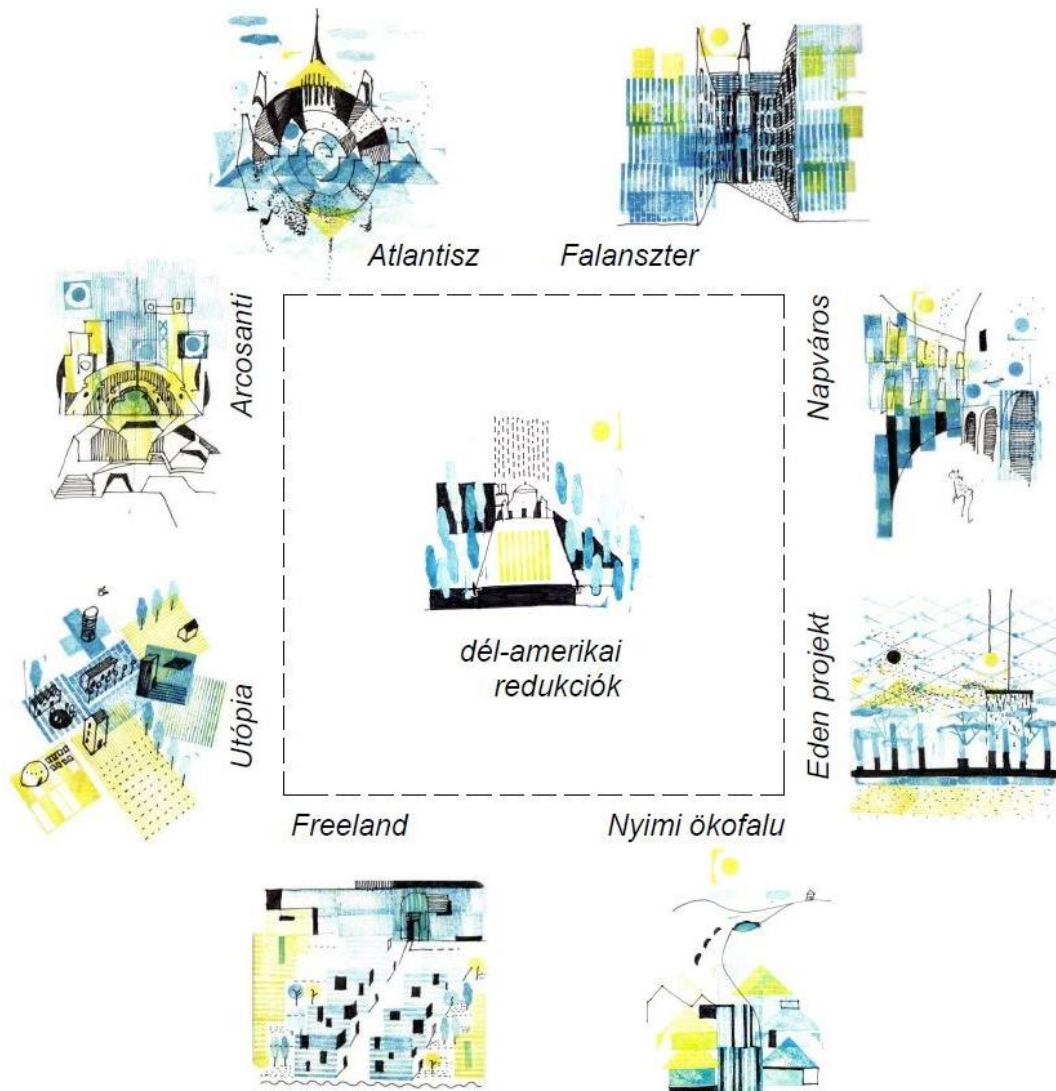 Atlantisz
Falanszter
Arcosanti
Napváros
dél-amerikai
redukciók
Utópia
Eden projekt
Freeland
Nyimi ökofalu